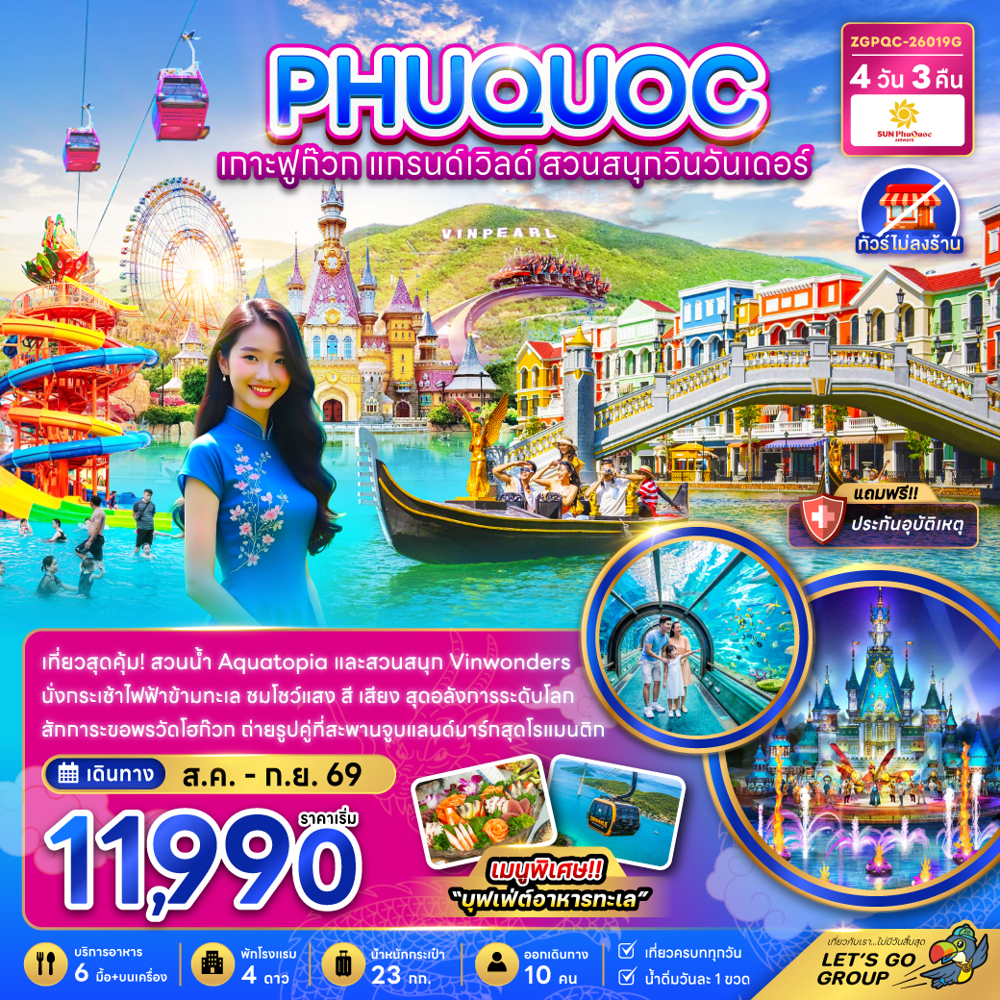 ZGPQC-26019G
4 วัน 3 คืน
SUN PhuQuoc
AIRWAYS
PHUQUOC
เกาะฟูก๊วก แกรนด์เวิลด์ สวนสนุกวินวันเดอร์
ทัวร์ไม่ลงร้าน
VINPEARL
แถมฟรี!!
ประกันอุบัติเหตุ
เที่ยวสุดคุ้ม! สวนน้ำ Aquatopia และสวนสนุก Vinwonders
นั่งกระเช้าไฟฟ้าข้ามทะเล ชมโชว์แสง สี เสียง สุดอลังการระดับโลก
สักการะขอพรวัดโฮก๊วก ถ่ายรูปคู่ที่สะพานจูบแลนด์มาร์กสุดโรแมนติก
เดินทาง ส.ค. - ก.ย. 69
ราคาเริ่ม
11,990
เมนูพิเศษ!!
"บุฟเฟ่ต์อาหารทะเล"
บริการอาหาร
6 มื้อ+บนเครื่อง
พักโรงแรม
4 ดาว
น้ำหนักกระเป๋า
23 กก.
ออกเดินทาง
10 คน
เที่ยวครบทุกวัน
น้ำดื่มวันละ 1 ขวด
เที่ยวกับเรา...ไม่มีวันสิ้นสุด
LET'S GO
GROUP